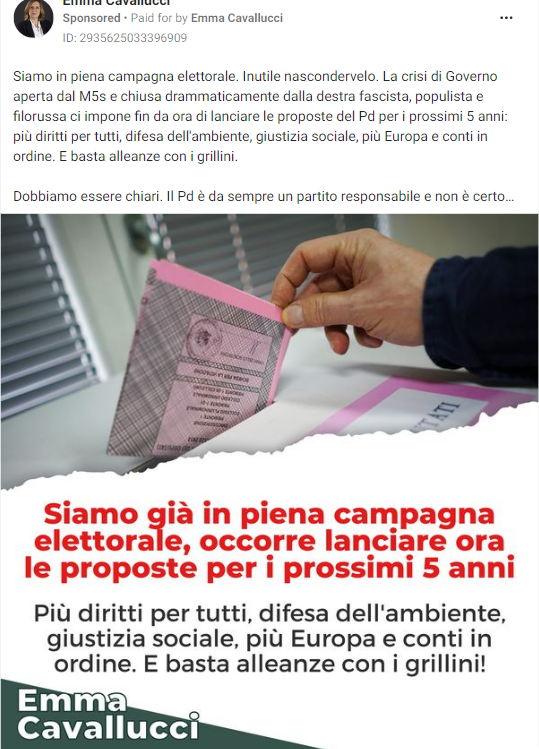 Emma Cavallucci
Sponsored • Paid for by Emma Cavallucci
ID: 2935625033396909
Siamo in piena campagna elettorale. Inutile nascondervelo. La crisi di Governo
aperta dal M5s e chiusa drammaticamente dalla destra fascista, populista e
filorussa ci impone fin da ora di lanciare le proposte del Pd per i prossimi 5 anni:
più diritti per tutti, difesa dell'ambiente, giustizia sociale, più Europa e conti in
ordine. E basta alleanze con i grillini.
Dobbiamo essere chiari. Il Pd è da sempre un partito responsabile e non è certo...
Siamo già in piena campagna
elettorale, occorre lanciare ora
le proposte per i prossimi 5 anni
Più diritti per tutti, difesa dell'ambiente,
giustizia sociale, più Europa e conti in
ordine. E basta alleanze con i grillini!
Emma
Cavallucci